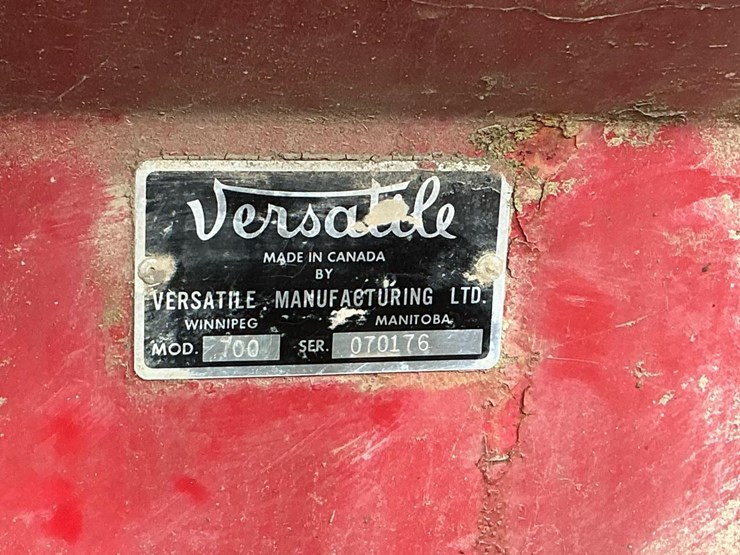 Versatile
MADE IN CANADA
BY
VERSATILE MANUFACTURING LTD.
WINNIPEG MANITOBA
MOD. 700 SER. 070176